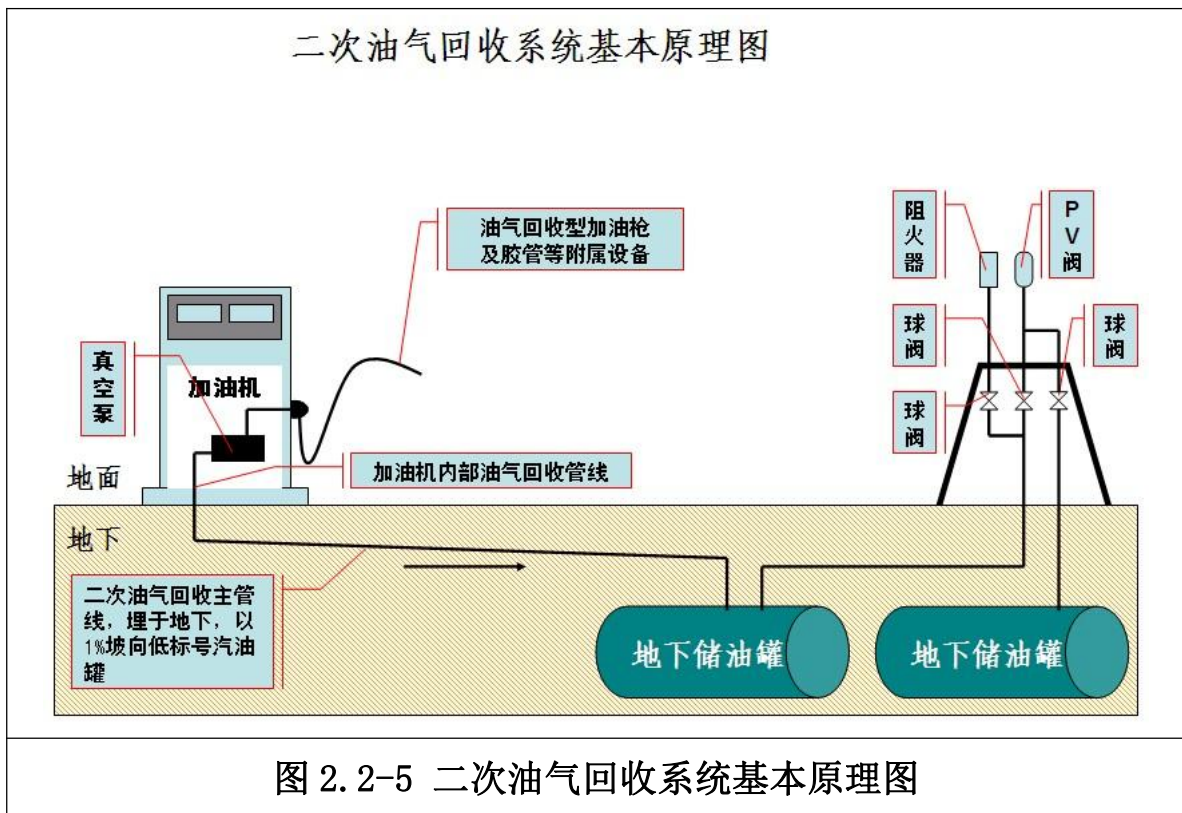 二次油气回收系统基本原理图
油气回收型加油枪
及胶管等附属设备
阻火器
PV阀
球阀
球阀
球阀
真空泵
加油机
加油机内部油气回收管线
地面
地下
二次油气回收主管
线，埋于地下，以
1%坡向低标号汽油
罐
地下储油罐
地下储油罐
图 2.2-5 二次油气回收系统基本原理图